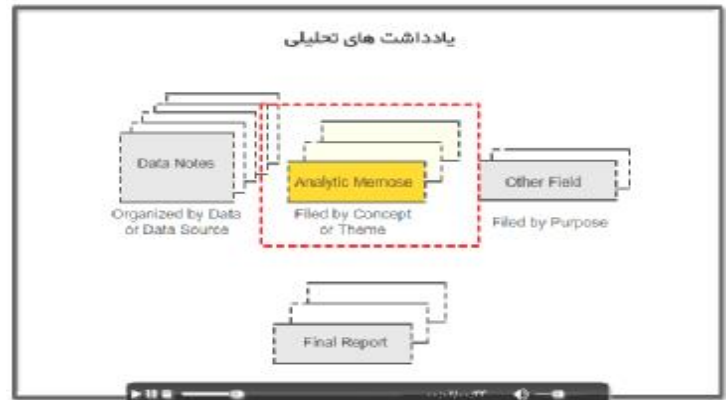 یادداشت های تحلیلی
Data Notes
Organized by Data
or Data Source
Analytic Memose
Filed by Concept
or Theme
Other Field
Filed by Purpose
Final Report